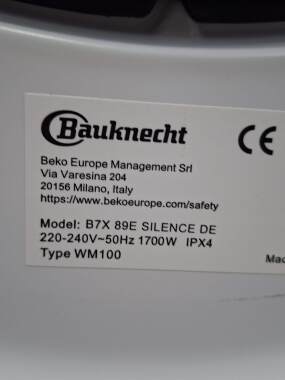 Bauknecht
CE
Beko Europe Management Srl
Via Varesina 204
20156 Milano, Italy
https://www.bekoeurope.com/safety
Model: B7X 89E SILENCE DE
220-240V~50Hz 1700W IPX4
Type WM100